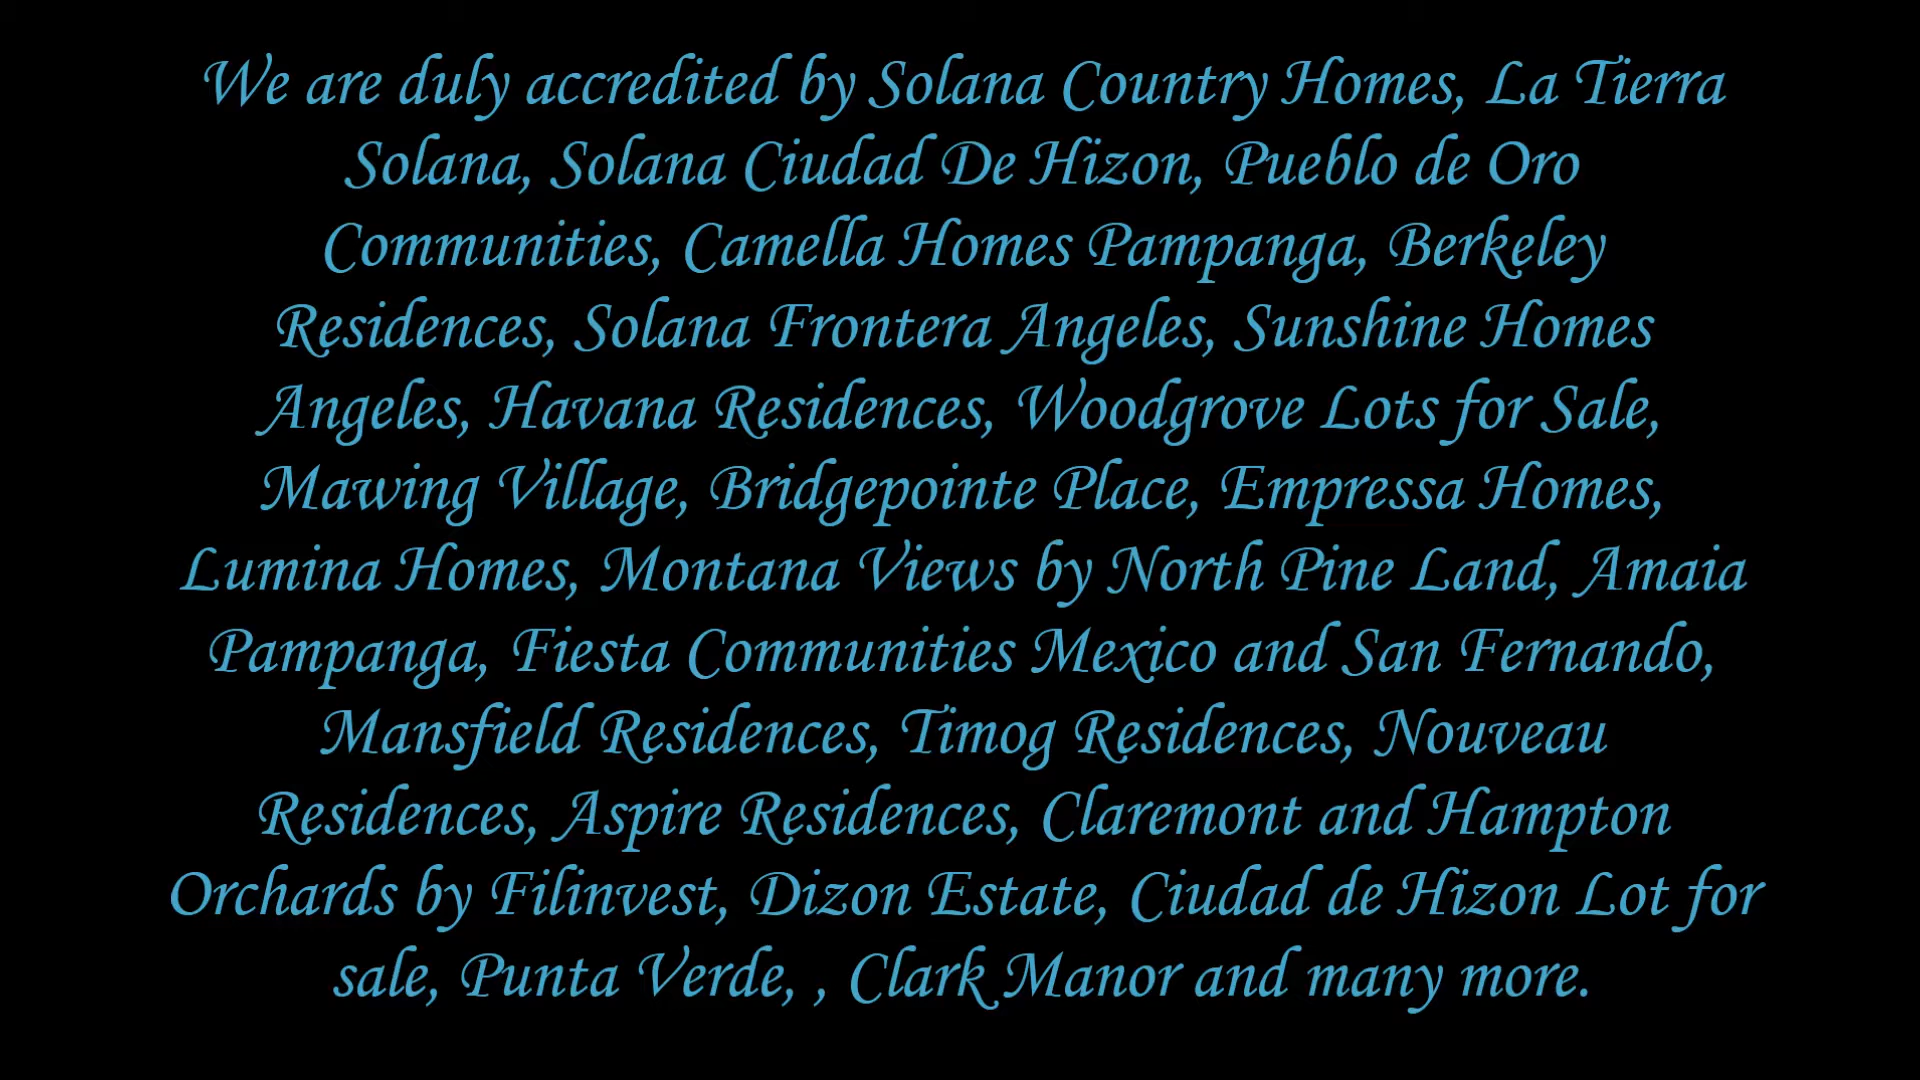 We are duly accredited by Solana Country Homes, La Tierra
Solana, Solana Ciudad De Hizon, Pueblo de Oro
Communities, Camella Homes Pampanga, Berkeley
Residences, Solana Frontera Angeles, Sunshine Homes
Angeles, Havana Residences, Woodgrove Lots for Sale,
Mawing Village, Bridgepointe Place, Empressa Homes,
Lumina Homes, Montana Views by North Pine Land, Amaia
Pampanga, Fiesta Communities Mexico and San Fernando,
Mansfield Residences, Timog Residences, Nouveau
Residences, Aspire Residences, Claremont and Hampton
Orchards by Filinvest, Dizon Estate, Ciudad de Hizon Lot for
sale, Punta Verde, , Clark Manor and many more.